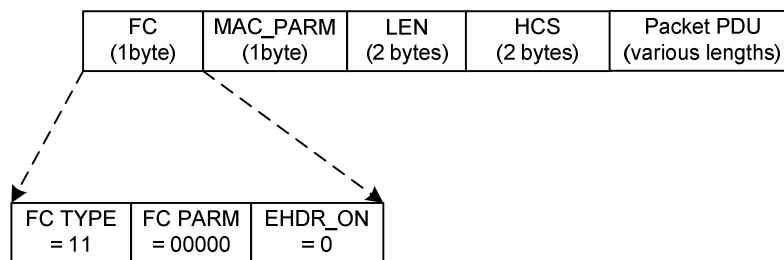 FC
(1byte)
MAC_PARM
(1byte)
LEN
(2 bytes)
HCS
(2 bytes)
Packet PDU
(various lengths)
FC TYPE
= 11
FC PARM
= 00000
EHDR_ON
= 0